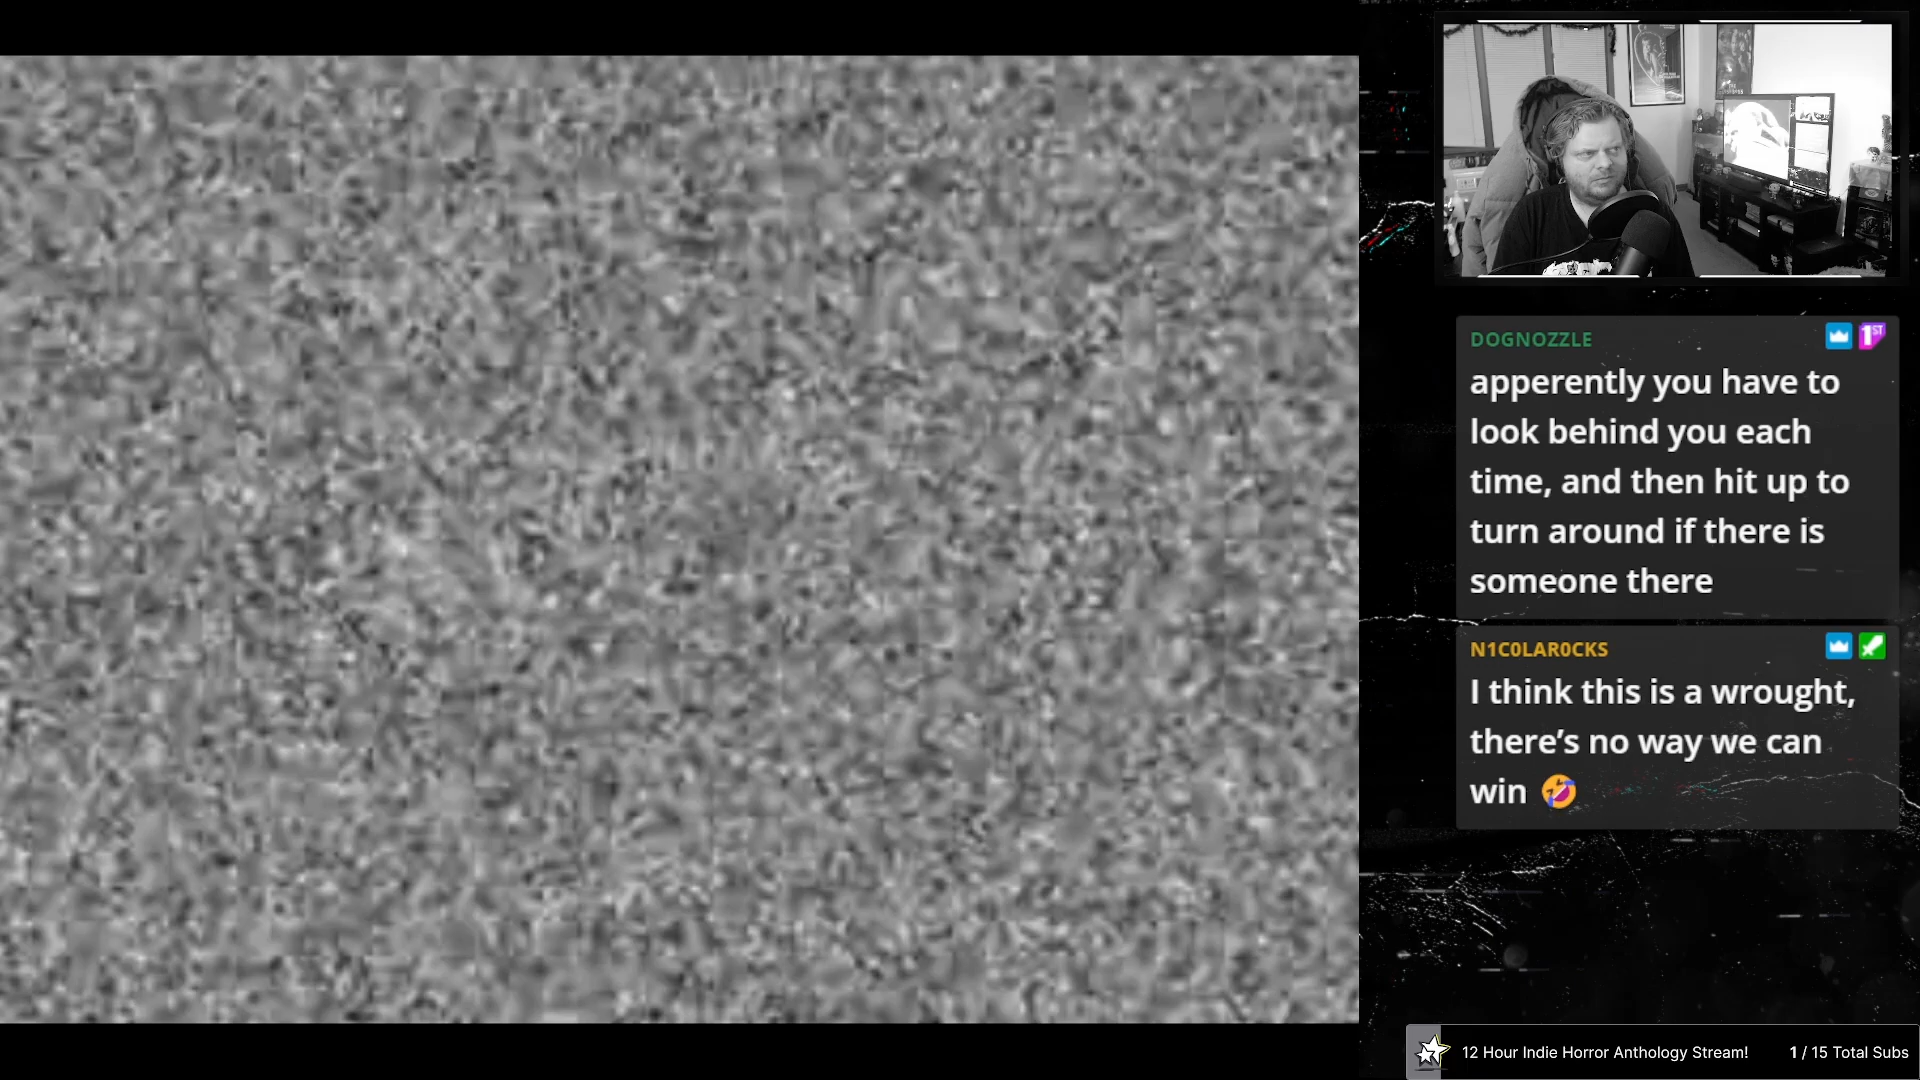 DOGNOZZLE
1ST
apperently you have to
look behind you each
time, and then hit up to
turn around if there is
someone there
N1C0LAR0CKS
I think this is a wrought,
there's no way we can
win 🤣
12 Hour Indie Horror Anthology Stream! 1 / 15 Total Subs